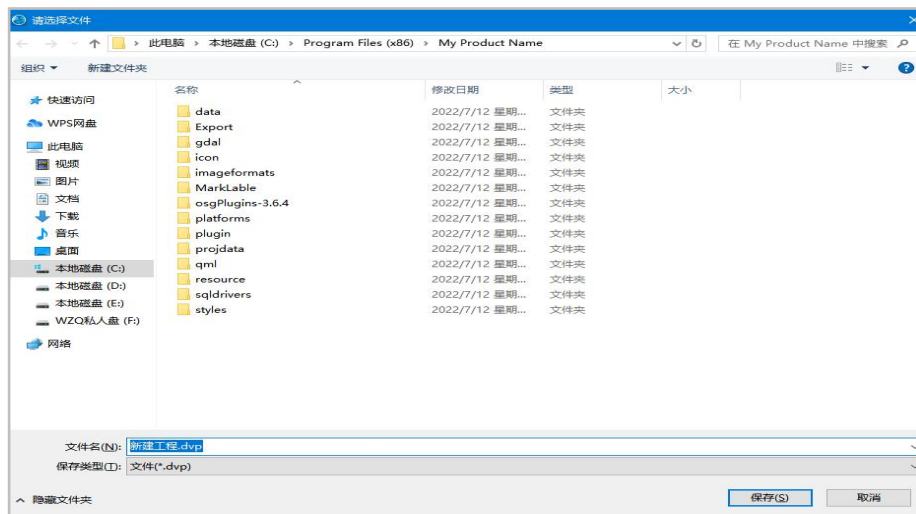 请选择文件
此电脑 › 本地磁盘 (C:) › Program Files (x86) › My Product Name
在 My Product Name 中搜索
组织 新建文件夹
名称 修改日期 类型 大小
快速访问
WPS网盘
此电脑
视频
图片
文档
下载
音乐
桌面
本地磁盘 (C:)
本地磁盘 (D:)
本地磁盘 (E:)
WZQ私人盘 (F:)
网络
data 2022/7/12 星期... 文件夹
Export 2022/7/12 星期... 文件夹
gdal 2022/7/12 星期... 文件夹
icon 2022/7/12 星期... 文件夹
imageformats 2022/7/12 星期... 文件夹
MarkLable 2022/7/12 星期... 文件夹
osgPlugins-3.6.4 2022/7/12 星期... 文件夹
platforms 2022/7/12 星期... 文件夹
plugin 2022/7/12 星期... 文件夹
projdata 2022/7/12 星期... 文件夹
qml 2022/7/12 星期... 文件夹
resource 2022/7/12 星期... 文件夹
sqldrivers 2022/7/12 星期... 文件夹
styles 2022/7/12 星期... 文件夹
文件名(N): 新建工程.dvp
保存类型(T): 文件(*.dvp)
隐藏文件夹
保存(S) 取消